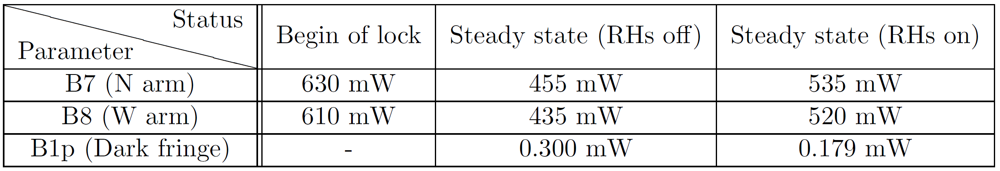 Status
Parameter
Begin of lock
Steady state (RHs off)
Steady state (RHs on)
B7 (N arm) 630 mW 455 mW 535 mW
B8 (W arm) 610 mW 435 mW 520 mW
B1p (Dark fringe) - 0.300 mW 0.179 mW